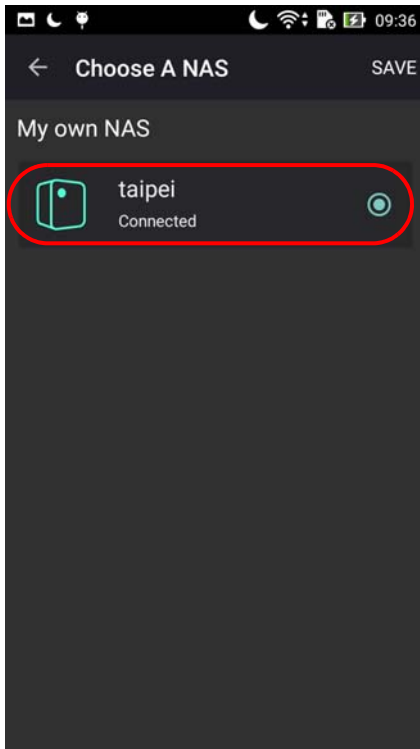 09:36
Choose A NAS
SAVE
My own NAS
taipei
Connected